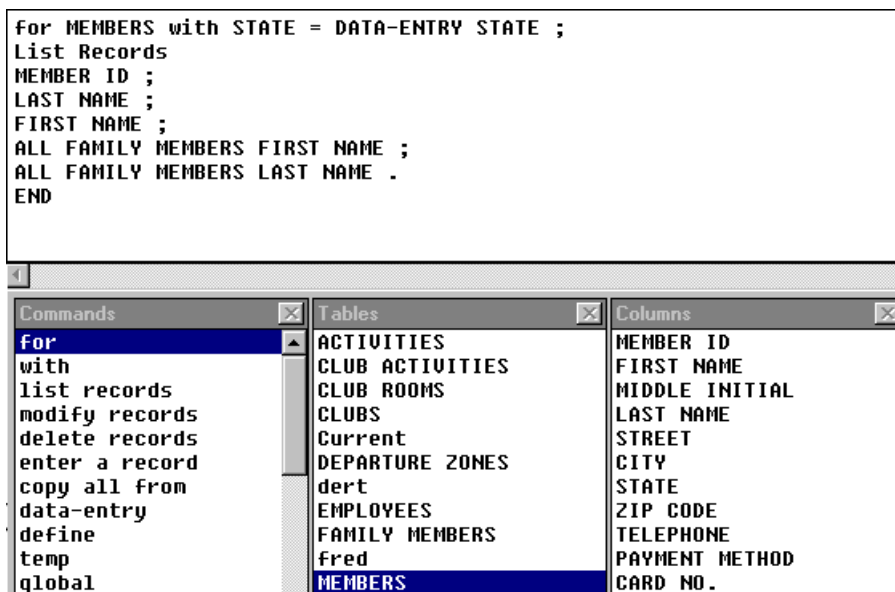 for MEMBERS with STATE = DATA-ENTRY STATE ;
List Records
MEMBER ID ;
LAST NAME ;
FIRST NAME ;
ALL FAMILY MEMBERS FIRST NAME ;
ALL FAMILY MEMBERS LAST NAME .
END
Commands
for
with
list records
modify records
delete records
enter a record
copy all from
data-entry
define
temp
global
Tables
ACTIVITIES
CLUB ACTIVITIES
CLUB ROOMS
CLUBS
Current
DEPARTURE ZONES
dert
EMPLOYEES
FAMILY MEMBERS
fred
MEMBERS
Columns
MEMBER ID
FIRST NAME
MIDDLE INITIAL
LAST NAME
STREET
CITY
STATE
ZIP CODE
TELEPHONE
PAYMENT METHOD
CARD NO.